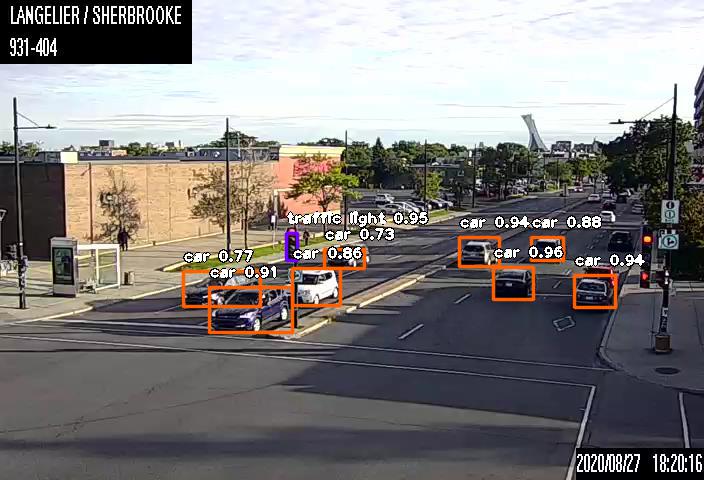 LANGELIER / SHERBROOKE
931-404
traffic light 0.95
car 0.94
car 0.88
car 0.73
car 0.86
car 0.96
car 0.77
car 0.94
car 0.91
2020/08/27 18:20:16